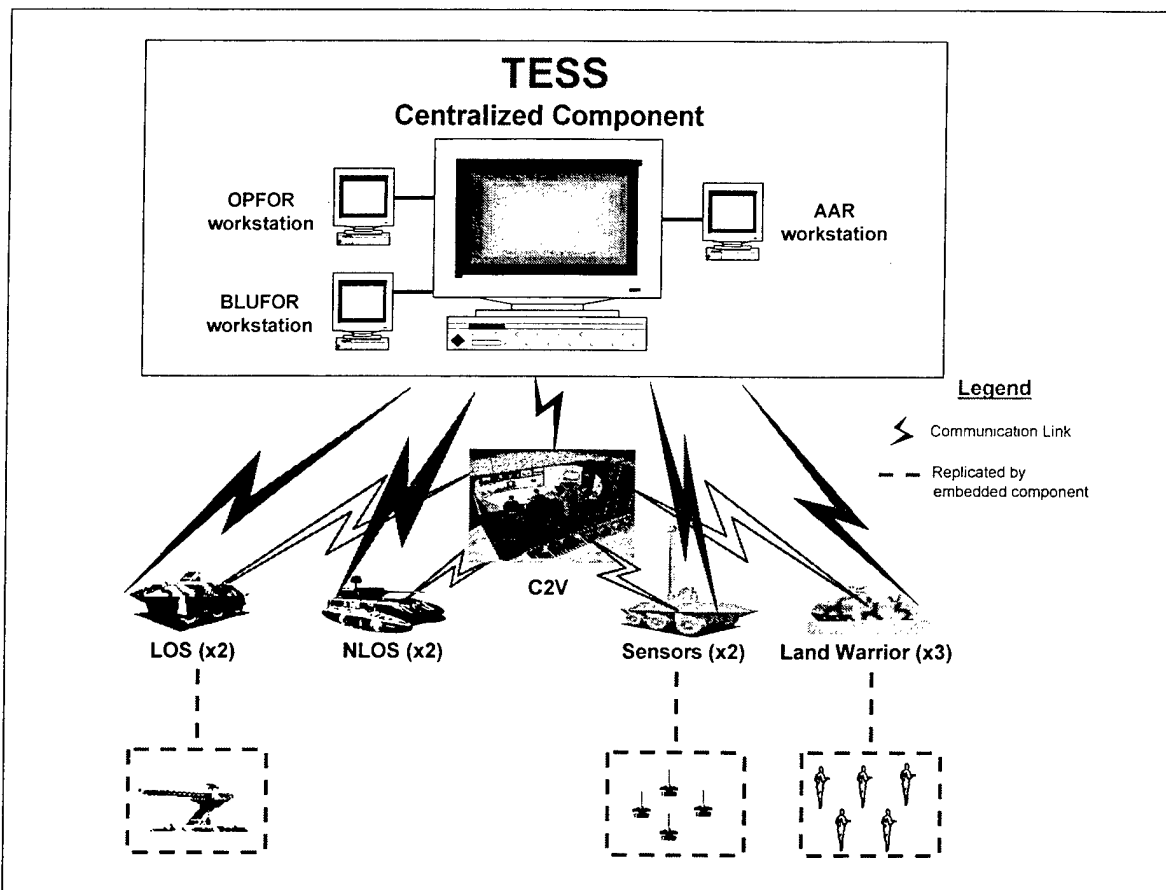 TESS
Centralized Component
OPFOR
workstation
AAR
workstation
BLUFOR
workstation
Legend
Communication Link
Replicated by
embedded component
C2V
LOS (x2)
NLOS (x2)
Sensors (x2)
Land Warrior (x3)